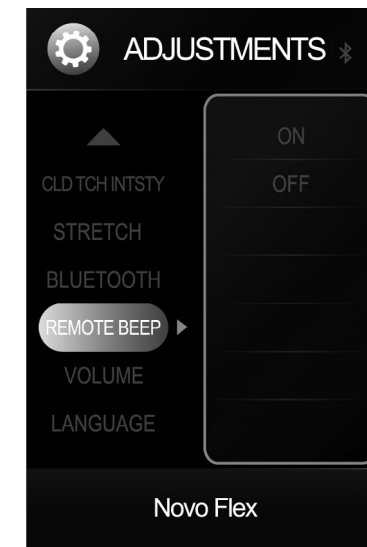 ADJUSTMENTS
CLD TCH INTSTY
STRETCH
BLUETOOTH
REMOTE BEEP
VOLUME
LANGUAGE
ON
OFF
Novo Flex